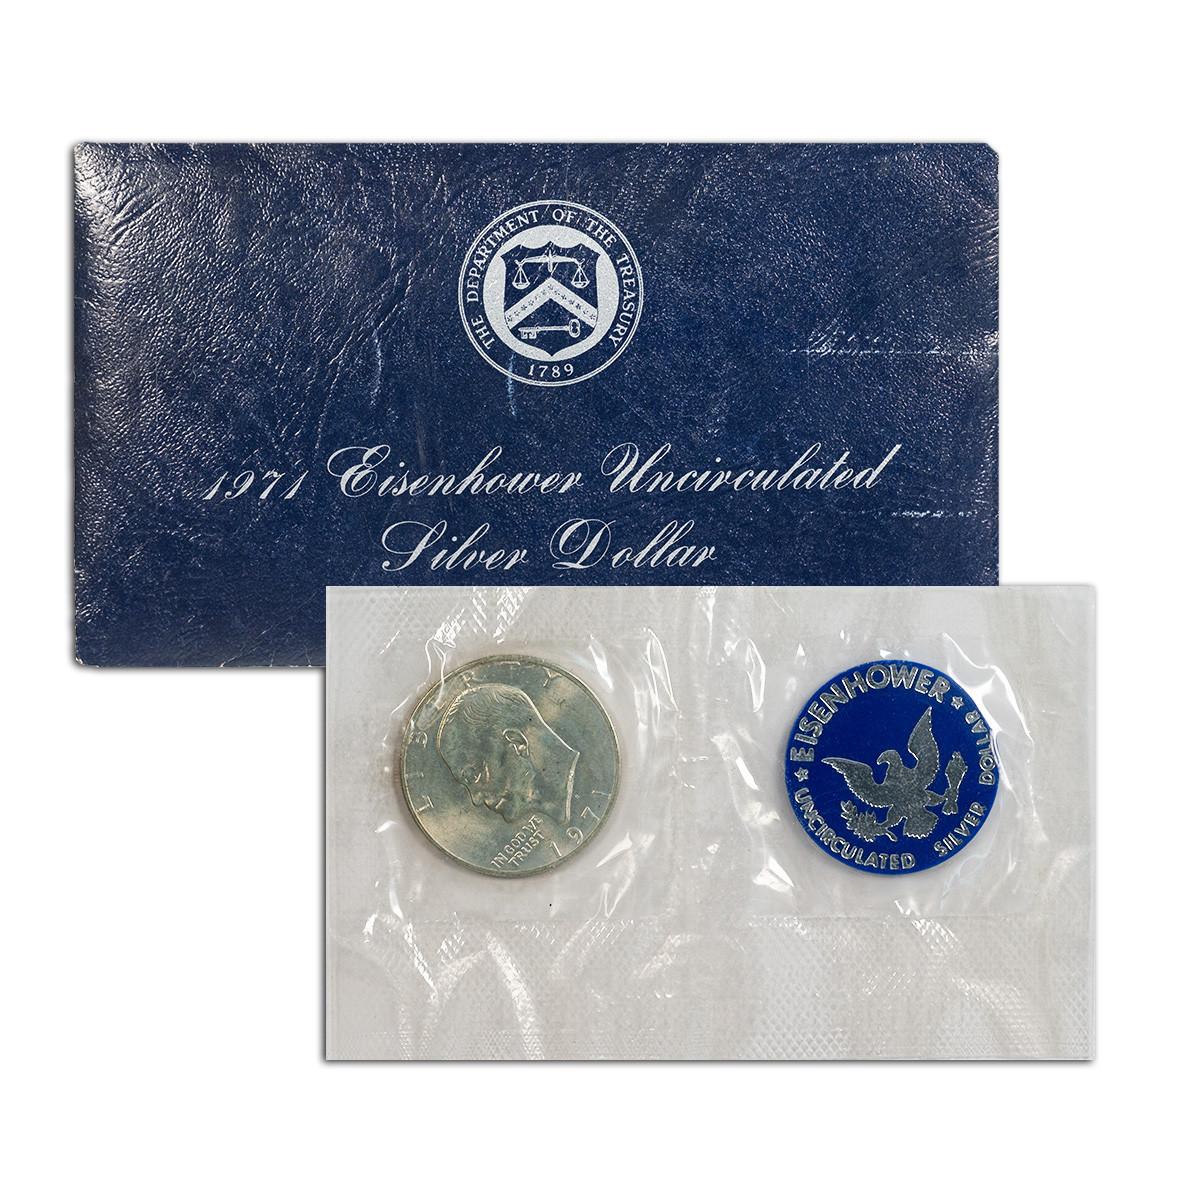 THE DEPARTMENT OF THE TREASURY
1789
1971 Eisenhower Uncirculated
Silver Dollar
LIBERTY
IN GOD WE
TRUST
1971
★ EISENHOWER ★
UNCIRCULATED SILVER DOLLAR